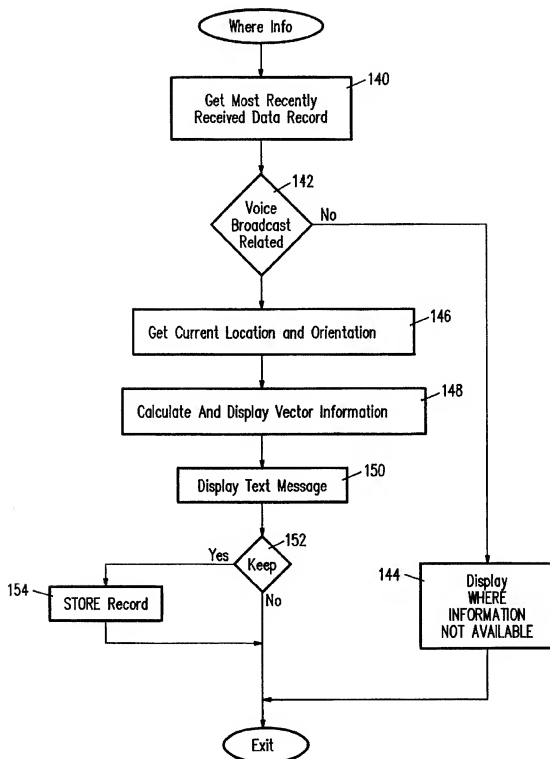 Where Info
140
Get Most Recently
Received Data Record
142
Voice
Broadcast
Related
No
Get Current Location and Orientation
146
Calculate And Display Vector Information
148
Display Text Message
150
152
Yes
Keep
No
154
STORE Record
144
Display
WHERE
INFORMATION
NOT AVAILABLE
Exit